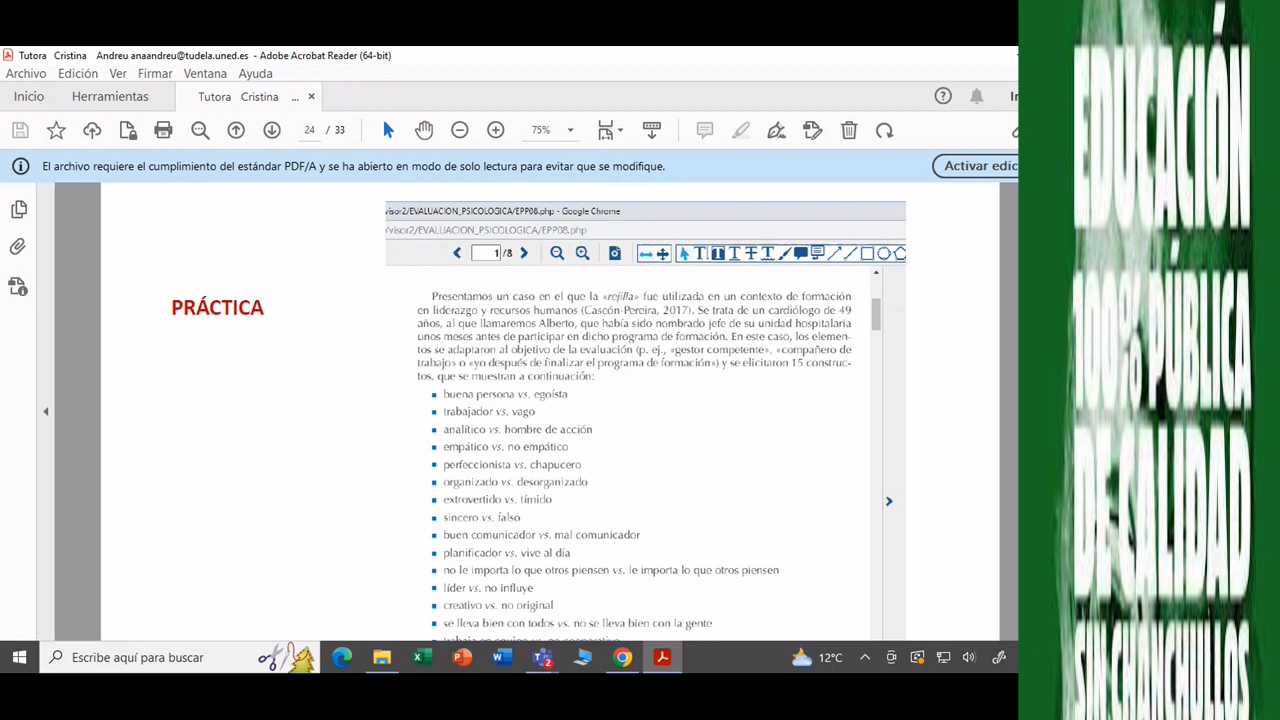 Tutora Cristina Andreu anaandreu@tudela.uned.es - Adobe Acrobat Reader (64-bit)
Archivo Edición Ver Firmar Ventana Ayuda
Inicio Herramientas Tutora Cristina ... ×
24 / 33 75%
El archivo requiere el cumplimiento del estándar PDF/A y se ha abierto en modo de solo lectura para evitar que se modifique.
Activar edic
visor2/EVALUACION_PSICOLOGICA/EPP08.php - Google Chrome
/visor2/EVALUACION_PSICOLOGICA/EPP08.php
1 /8
PRÁCTICA
Presentamos un caso en el que la «rejilla» fue utilizada en un contexto de formación
en liderazgo y recursos humanos (Cascón-Pereira, 2017). Se trata de un cardiólogo de 49
años, al que llamaremos Alberto, que había sido nombrado jefe de su unidad hospitalaria
unos meses antes de participar en dicho programa de formación. En este caso, los elemen-
tos se adaptaron al objetivo de la evaluación (p. ej., «gestor competente», «compañero de
trabajo» o «yo después de finalizar el programa de formación») y se elicitaron 15 construc-
tos, que se muestran a continuación:
buena persona vs. egoísta
trabajador vs. vago
analítico vs. hombre de acción
empático vs. no empático
perfeccionista vs. chapucero
organizado vs. desorganizado
extrovertido vs. tímido
sincero vs. falso
buen comunicador vs. mal comunicador
planificador vs. vive al día
no le importa lo que otros piensen vs. le importa lo que otros piensen
líder vs. no influye
creativo vs. no original
se lleva bien con todos vs. no se lleva bien con la gente
trabaja en equipo vs. no cooperativo
Escribe aquí para buscar
12°C
EDUCACIÓN
100% PÚBLICA
DE CALIDAD
SIN CHANCHULLOS